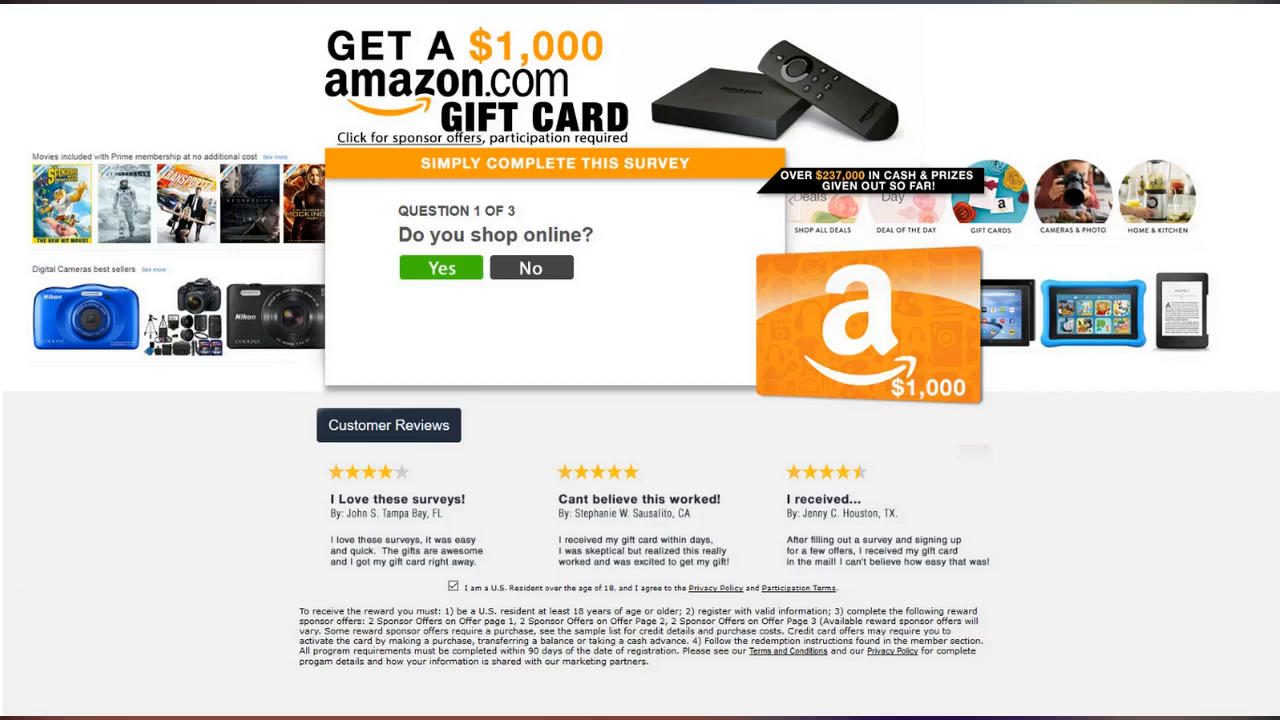 GET A $1,000
amazon.com
GIFT CARD
Click for sponsor offers, participation required
amazon
Movies included with Prime membership at no additional cost See more
SIMPLY COMPLETE THIS SURVEY
OVER $237,000 IN CASH & PRIZES
GIVEN OUT SO FAR!
THE NEW HIT MOVIE!
QUESTION 1 OF 3
Do you shop online?
Yes No
Deals
Day
a
SHOP ALL DEALS DEAL OF THE DAY GIFT CARDS CAMERAS & PHOTO HOME & KITCHEN
Digital Cameras best sellers See more
Nikon
Nikon
COOLPIX
a
$1,000
Customer Reviews
I Love these surveys!
By: John S. Tampa Bay, FL
I love these surveys, it was easy
and quick. The gifts are awesome
and I got my gift card right away.
Cant believe this worked!
By: Stephanie W. Sausalito, CA
I received my gift card within days,
I was skeptical but realized this really
worked and was excited to get my gift!
I received...
By: Jenny C. Houston, TX.
After filling out a survey and signing up
for a few offers, I received my gift card
in the mail! I can't believe how easy that was!
I am a U.S. Resident over the age of 18, and I agree to the Privacy Policy and Participation Terms.
To receive the reward you must: 1) be a U.S. resident at least 18 years of age or older; 2) register with valid information; 3) complete the following reward
sponsor offers: 2 Sponsor Offers on Offer page 1, 2 Sponsor Offers on Offer Page 2, 2 Sponsor Offers on Offer Page 3 (Available reward sponsor offers will
vary. Some reward sponsor offers require a purchase, see the sample list for credit details and purchase costs. Credit card offers may require you to
activate the card by making a purchase, transferring a balance or taking a cash advance. 4) Follow the redemption instructions found in the member section.
All program requirements must be completed within 90 days of the date of registration. Please see our Terms and Conditions and our Privacy Policy for complete
progam details and how your information is shared with our marketing partners.